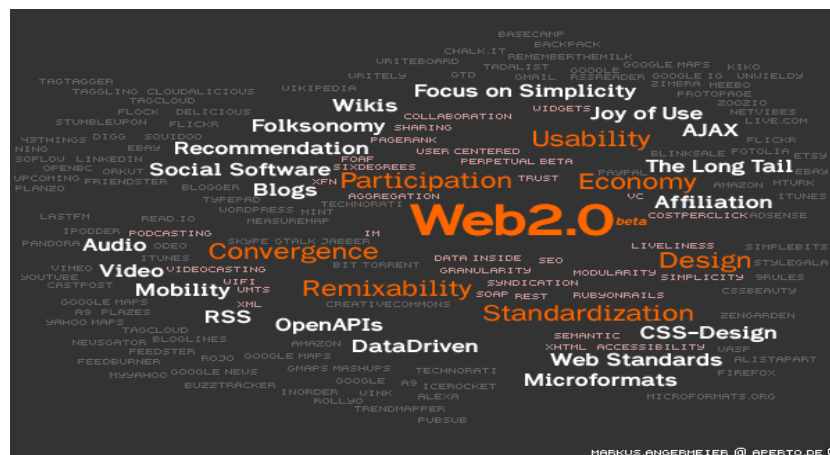 BASECAMP
BACKPACK
CHALK.IT
REMEMBERTHEMILK
WRITEBOARD
TADALIST GOOGLE GOOGLE MAPS KIKO
WRITELY GTD GMAIL RSSREADER GOOGLE IG UNWIELDY
TAGTAGGER
ZIMBRA MEEBO
TAGGLING CLOUDALICIOUS WIKIPEDIA Focus on Simplicity PROTOPAGE
TAGCLOUD Wikis ZOOZIO
FLOCK DELICIOUS COLLABORATION WIDGETS Joy of Use NETVIBES
STUMBLEUPON FLICKR Folksonomy SHARING AJAX LIVE.COM
43THINGS DIGG SQUIDOO PAGERANK Usability FLICKR
NING EBAY Recommendation USER CENTERED BLINKSALE FOTOLIA ETSY
SOFLOW LINKEDIN FOAF PERPETUAL BETA
OPENBC ORKUT Social Software SIXDEGREES PAYPAL The Long Tail EBAY
UPCOMING FRIENDSTER XFN Participation TRUST Economy AMAZON MTURK
PLANZO BLOGGER Blogs AGGREGATION VC ITUNES
TYPEPAD TECHNORATI Affiliation
LASTFM READ.IO WORDPRESS MINT Web2.0 beta COSTPERCLICK ADSENSE
MEASUREMAP
IPODDER PODCASTING IM
PANDORA Audio ODEO SKYPE GTALK JABBER LIVELINESS SIMPLEBITS
ITUNES Convergence DATA INSIDE SEO Design STYLEGALA
VIMEO Video VIDEOCASTING BIT TORRENT GRANULARITY MODULARITY SIMPLICITY 9RULES
YOUTUBE CASTPOST WIFI SYNDICATION
Mobility UMTS Remixability SOAP REST RUBYONRAILS CSSBEAUTY
GOOGLE MAPS XML CREATIVECOMMONS
A9 PLAZES RSS Standardization ZENGARDEN
YAHOO MAPS OpenAPIs
TAGCLOUD SEMANTIC CSS-Design
NEWSGATOR BLOGLINES AMAZON DataDriven XHTML ACCESSIBILITY UASP
FEEDSTER ROJO GOOGLE MAPS Web Standards ALISTAPART
FEEDBURNER GMAPS MASHUPS TECHNORATI FIREFOX
MYYAHOO GOOGLE NEWS GOOGLE A9 Microformats
BUZZTRACKER ICEROCKET
INORDER WINK ALEXA MICROFORMATS.ORG
ROLLYO
TRENDMAPPER
PUBSUB
MARKUS ANGERMEIER @ APERTO.DE